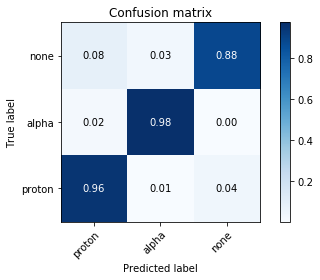 Confusion matrix
True label
none
alpha
proton
0.08 0.03 0.88
0.02 0.98 0.00
0.96 0.01 0.04
proton
alpha
none
Predicted label
0.8
0.6
0.4
0.2